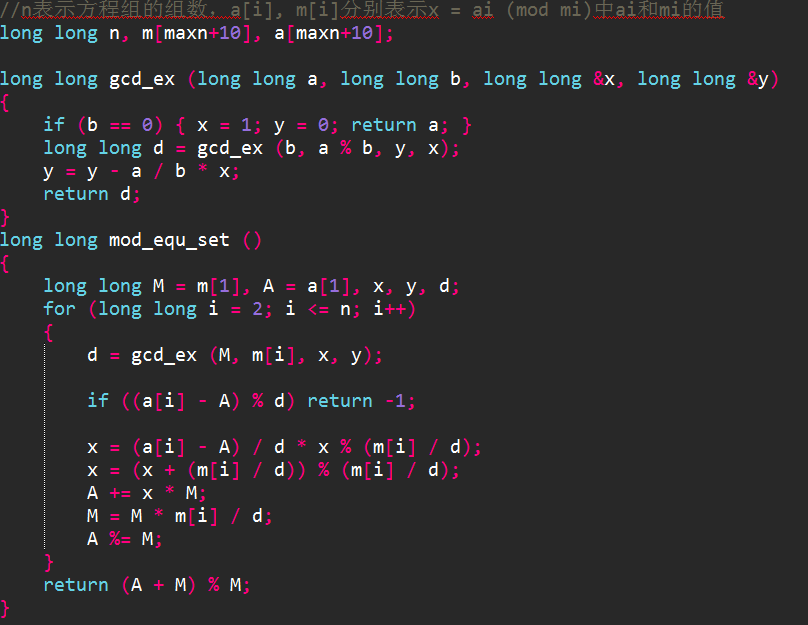 //n表示方程组的组数，a[i], m[i]分别表示x = ai (mod mi)中ai和mi的值
long long n, m[maxn+10], a[maxn+10];
long long gcd_ex (long long a, long long b, long long &x, long long &y)
{
if (b == 0) { x = 1; y = 0; return a; }
long long d = gcd_ex (b, a % b, y, x);
y = y - a / b * x;
return d;
}
long long mod_equ_set ()
{
long long M = m[1], A = a[1], x, y, d;
for (long long i = 2; i <= n; i++)
{
d = gcd_ex (M, m[i], x, y);
if ((a[i] - A) % d) return -1;
x = (a[i] - A) / d * x % (m[i] / d);
x = (x + (m[i] / d)) % (m[i] / d);
A += x * M;
M = M * m[i] / d;
A %= M;
}
return (A + M) % M;
}